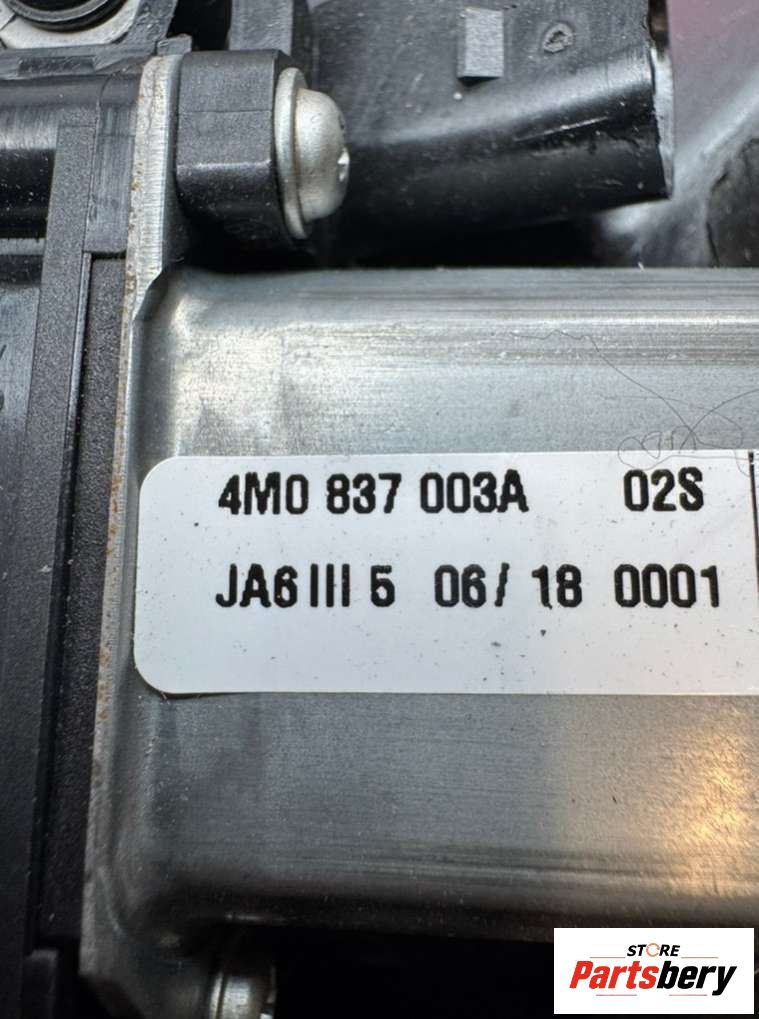 4M0 837 003A 02S
JA6 III 5 06/ 18 0001
STORE
Partsbery